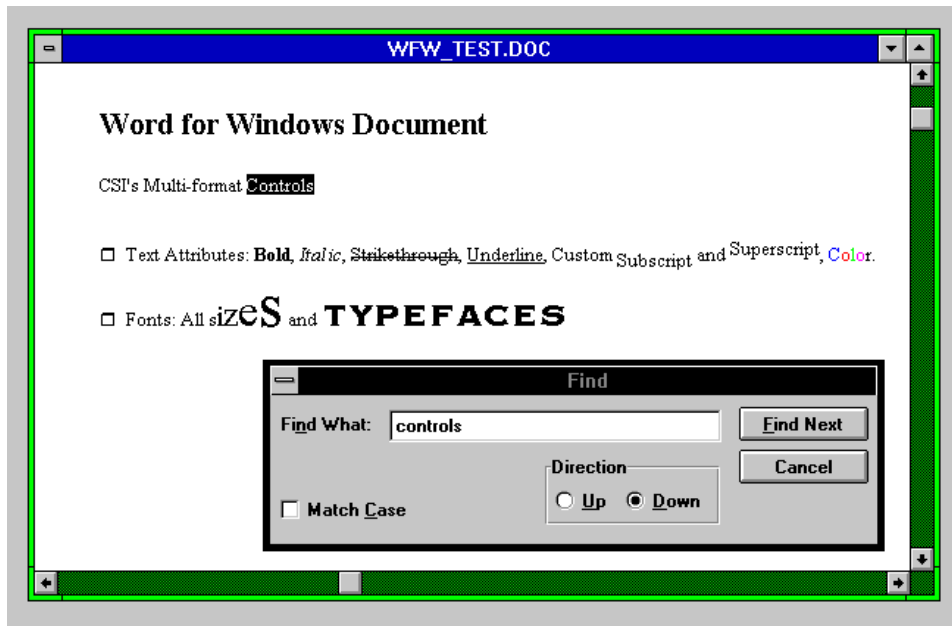 WFW_TEST.DOC
Word for Windows Document
CSI's Multi-format Controls
Text Attributes: Bold, Italic, Strikethrough, Underline, Custom Subscript and Superscript, Color.
Fonts: All sizeS and TYPEFACES
Find
Find What: controls Find Next
Direction Cancel
Match Case Up Down